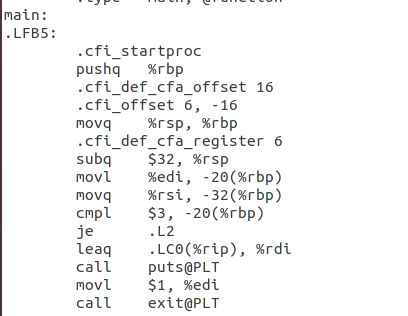 main:
.LFB5:
.cfi_startproc
pushq %rbp
.cfi_def_cfa_offset 16
.cfi_offset 6, -16
movq %rsp, %rbp
.cfi_def_cfa_register 6
subq $32, %rsp
movl %edi, -20(%rbp)
movq %rsi, -32(%rbp)
cmpl $3, -20(%rbp)
je .L2
leaq .LC0(%rip), %rdi
call puts@PLT
movl $1, %edi
call exit@PLT